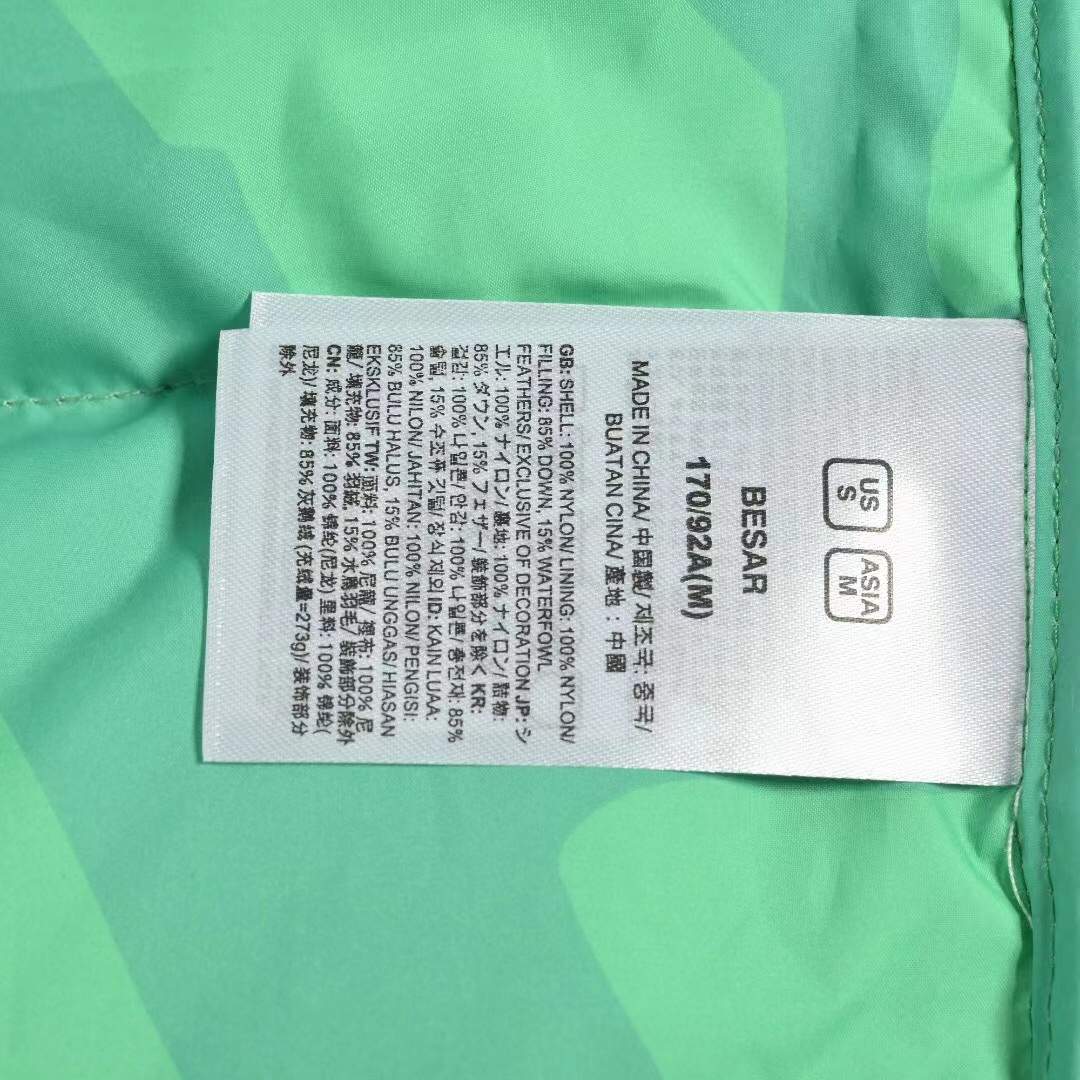 US
S
ASIA
M
BESAR
170/92A(M)
MADE IN CHINA/ 中国製/ 제조국: 중국/
BUATAN CINA/ 產地：中國
GB: SHELL: 100% NYLON/ LINING: 100% NYLON/
FILLING: 85% DOWN, 15% WATERFOWL
FEATHERS/ EXCLUSIVE OF DECORATION JP: シ
エル: 100% ナイロン/ 裏地: 100% ナイロン/ 詰物:
85% ダウン, 15% フェザー/ 装飾部分を除く KR:
겉감: 100% 나일론/ 안감: 100% 나일론/ 충전재: 85%
솜털, 15% 수조류 깃털/ 장식 제외 ID: KAIN LUAA:
100% NILON/ JAHITAN: 100% NILON/ PENGISI:
85% BULU HALUS, 15% BULU UNGGAS/ HIASAN
EKSKLUSIF TW: 面料: 100% 尼龍/ 裡布: 100% 尼
龍/ 填充物: 85% 羽絨, 15% 水鳥羽毛/ 裝飾部分除外
CN: 成分: 面料: 100% 锦纶(尼龙) 里料: 100% 锦纶(
尼龙)/ 填充物: 85% 灰鹅绒 (充绒量=273g)/ 装饰部分
除外